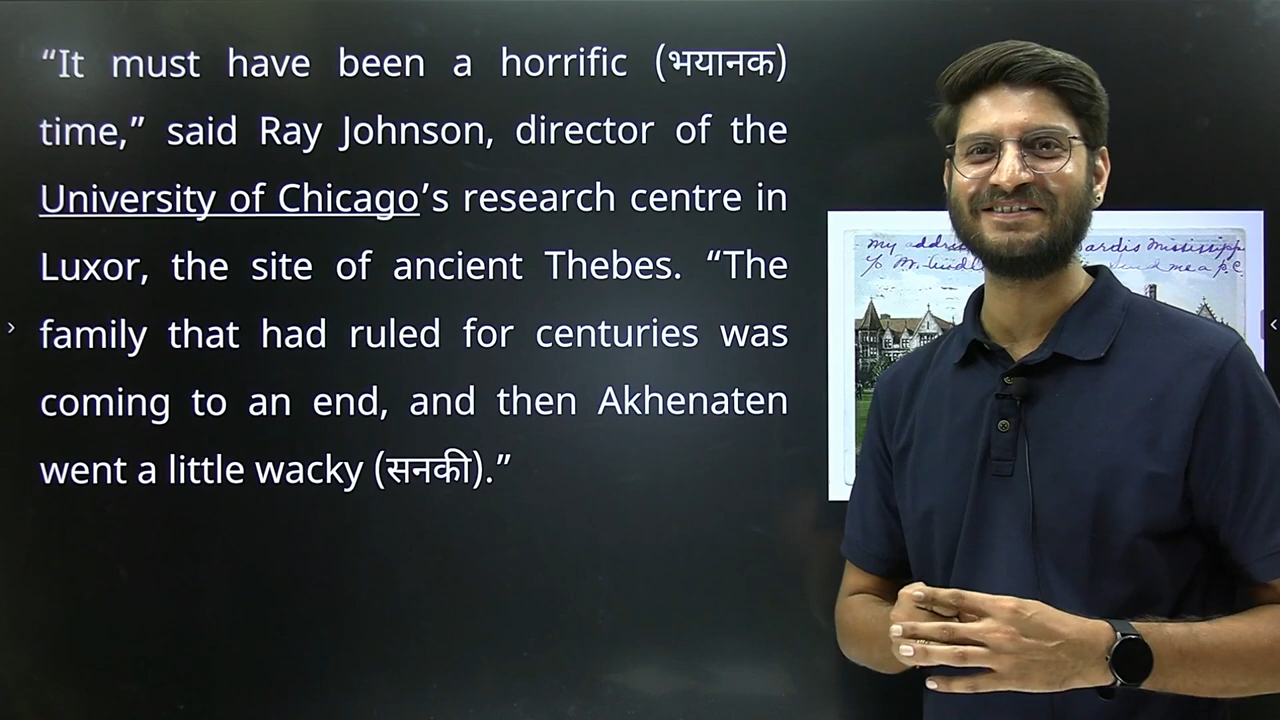 “It must have been a horrific (भयानक)
time,” said Ray Johnson, director of the
University of Chicago’s research centre in
Luxor, the site of ancient Thebes. “The
family that had ruled for centuries was
coming to an end, and then Akhenaten
went a little wacky (सनकी).”
my